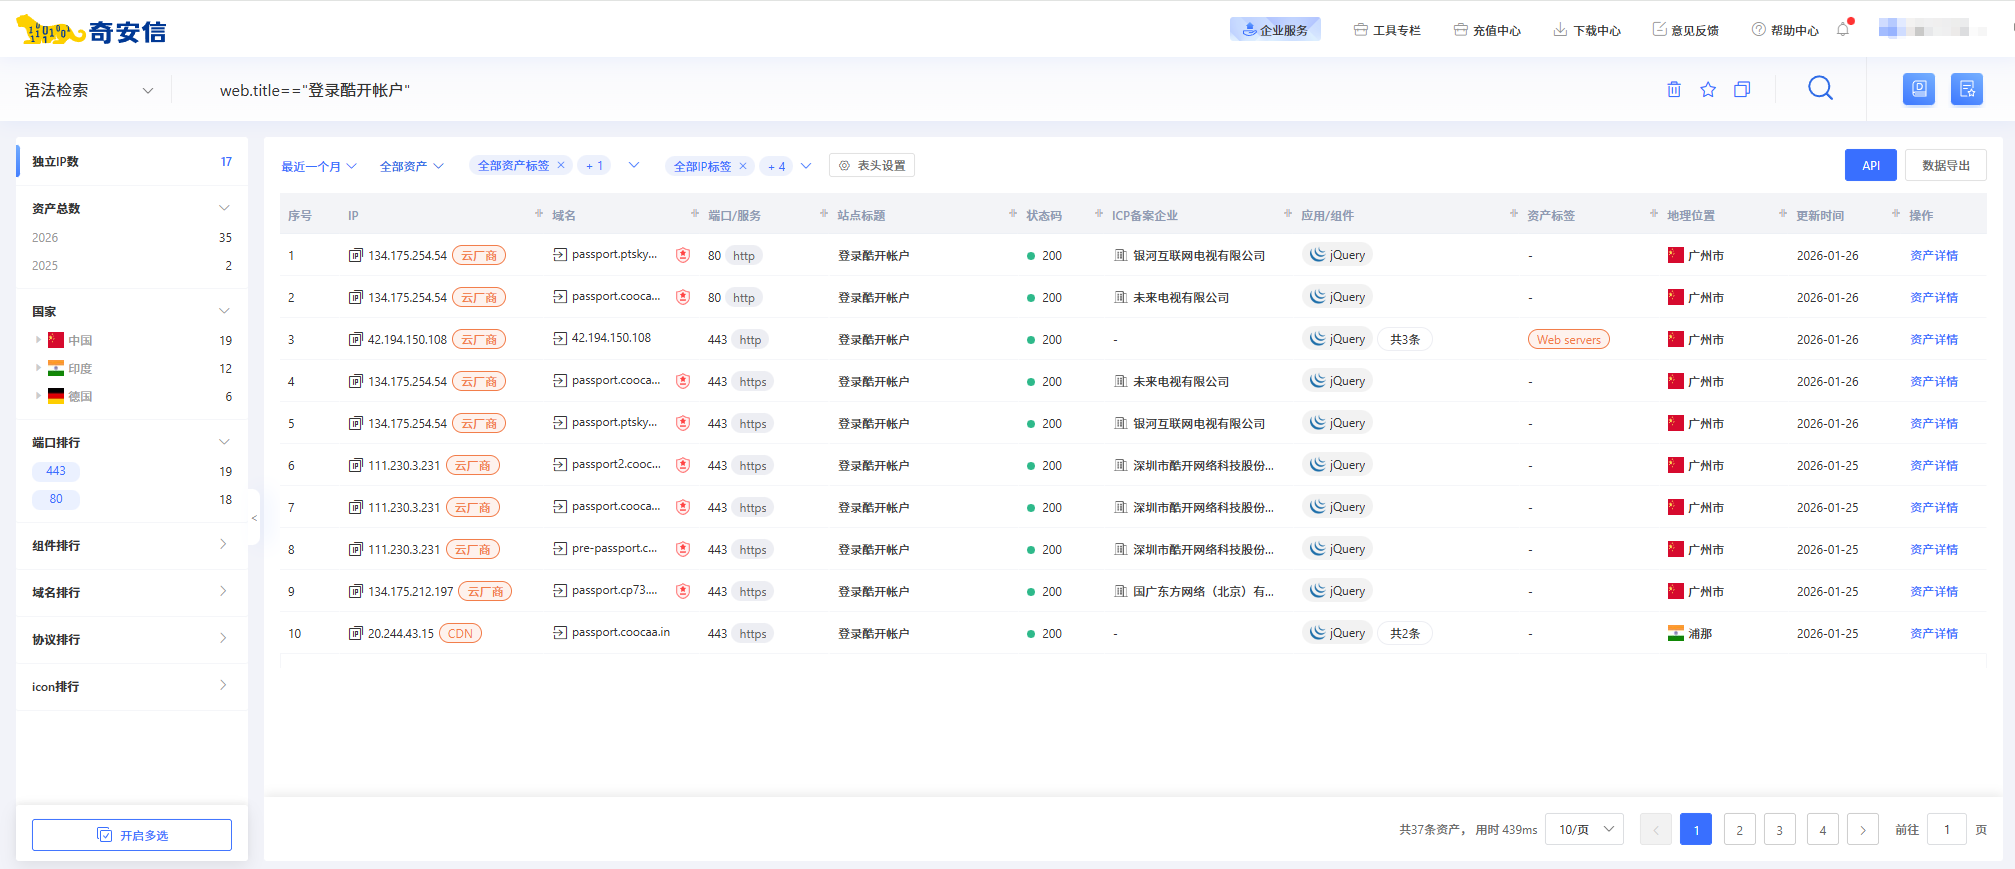 奇安信
企业服务 工具专栏 充值中心 下载中心 意见反馈 帮助中心
语法检索 web.title=="登录酷开帐户"
独立IP数 17
资产总数
2026 35
2025 2
国家
中国 19
印度 12
德国 6
端口排行
443 19
80 18
组件排行
域名排行
协议排行
icon排行
开启多选
最近一个月 全部资产 全部资产标签 × + 1 全部IP标签 × + 4 表头设置 API 数据导出
序号 IP 域名 端口/服务 站点标题 状态码 ICP备案企业 应用/组件 资产标签 地理位置 更新时间 操作
1 134.175.254.54 云厂商 passport.ptsky... 80 http 登录酷开帐户 200 银河互联网电视有限公司 jQuery - 广州市 2026-01-26 资产详情
2 134.175.254.54 云厂商 passport.cooca... 80 http 登录酷开帐户 200 未来电视有限公司 jQuery - 广州市 2026-01-26 资产详情
3 42.194.150.108 云厂商 42.194.150.108 443 http 登录酷开帐户 200 - jQuery 共3条 Web servers 广州市 2026-01-26 资产详情
4 134.175.254.54 云厂商 passport.cooca... 443 https 登录酷开帐户 200 未来电视有限公司 jQuery - 广州市 2026-01-26 资产详情
5 134.175.254.54 云厂商 passport.ptsky... 443 https 登录酷开帐户 200 银河互联网电视有限公司 jQuery - 广州市 2026-01-26 资产详情
6 111.230.3.231 云厂商 passport2.cooc... 443 https 登录酷开帐户 200 深圳市酷开网络科技股份... jQuery - 广州市 2026-01-25 资产详情
7 111.230.3.231 云厂商 passport.cooca... 443 https 登录酷开帐户 200 深圳市酷开网络科技股份... jQuery - 广州市 2026-01-25 资产详情
8 111.230.3.231 云厂商 pre-passport.c... 443 https 登录酷开帐户 200 深圳市酷开网络科技股份... jQuery - 广州市 2026-01-25 资产详情
9 134.175.212.197 云厂商 passport.cp73.... 443 https 登录酷开帐户 200 国广东方网络（北京）有... jQuery - 广州市 2026-01-25 资产详情
10 20.244.43.15 CDN passport.coocaa.in 443 https 登录酷开帐户 200 - jQuery 共2条 - 浦那 2026-01-25 资产详情
共37条资产， 用时 439ms 10/页 < 1 2 3 4 > 前往 1 页